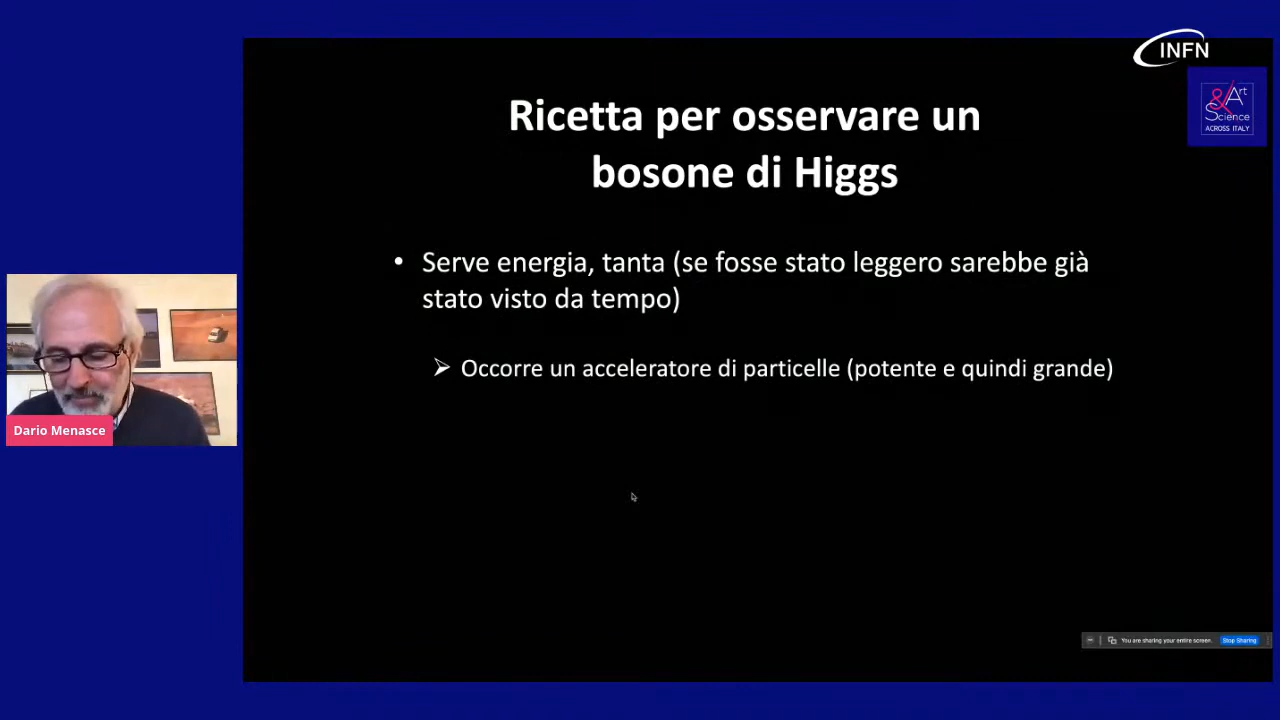 INFN
& Art
Science
ACROSS ITALY
Ricetta per osservare un
bosone di Higgs
• Serve energia, tanta (se fosse stato leggero sarebbe già
stato visto da tempo)
➢ Occorre un acceleratore di particelle (potente e quindi grande)
Dario Menasce
You are sharing your entire screen.
Stop Sharing